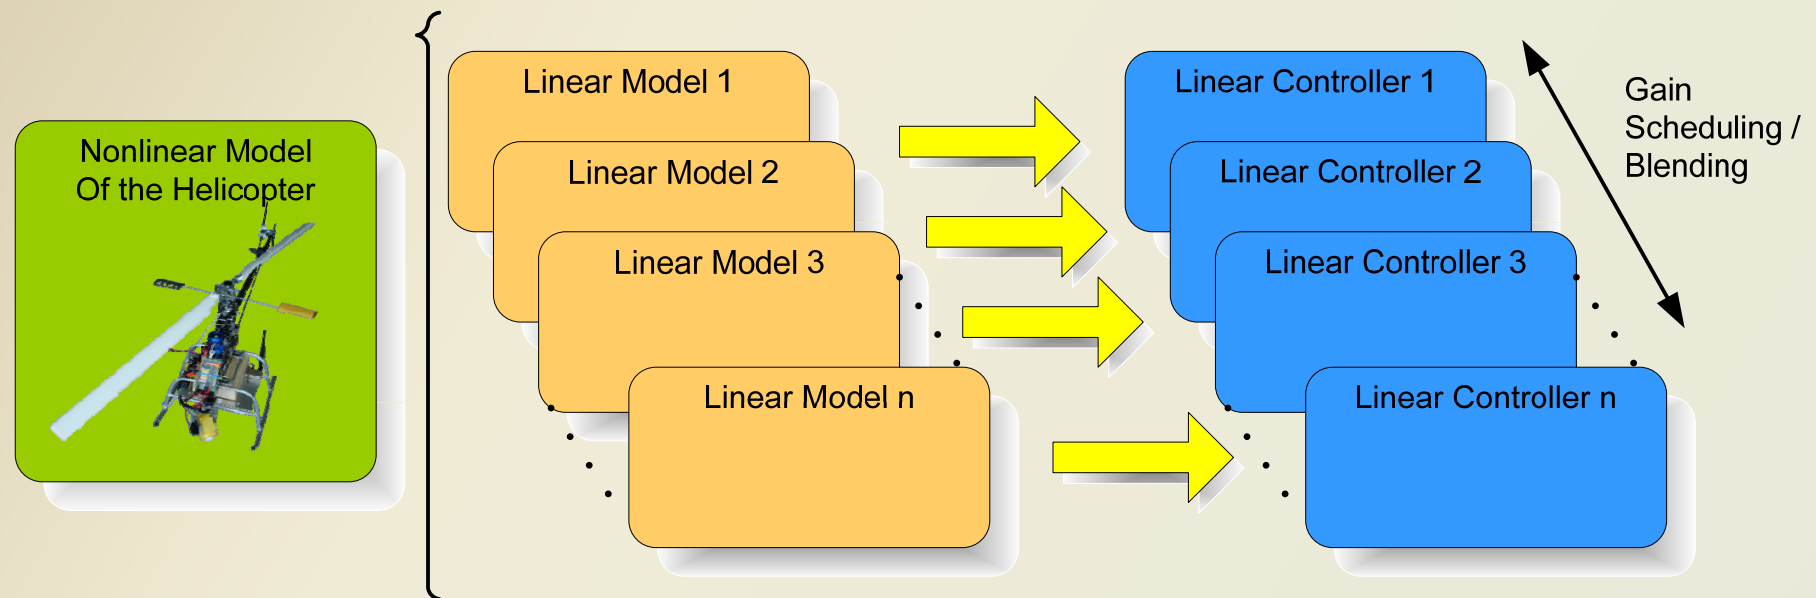 Nonlinear Model
Of the Helicopter
Linear Model 1
Linear Model 2
Linear Model 3
Linear Model n
Linear Controller 1
Linear Controller 2
Linear Controller 3
Linear Controller n
Gain
Scheduling /
Blending